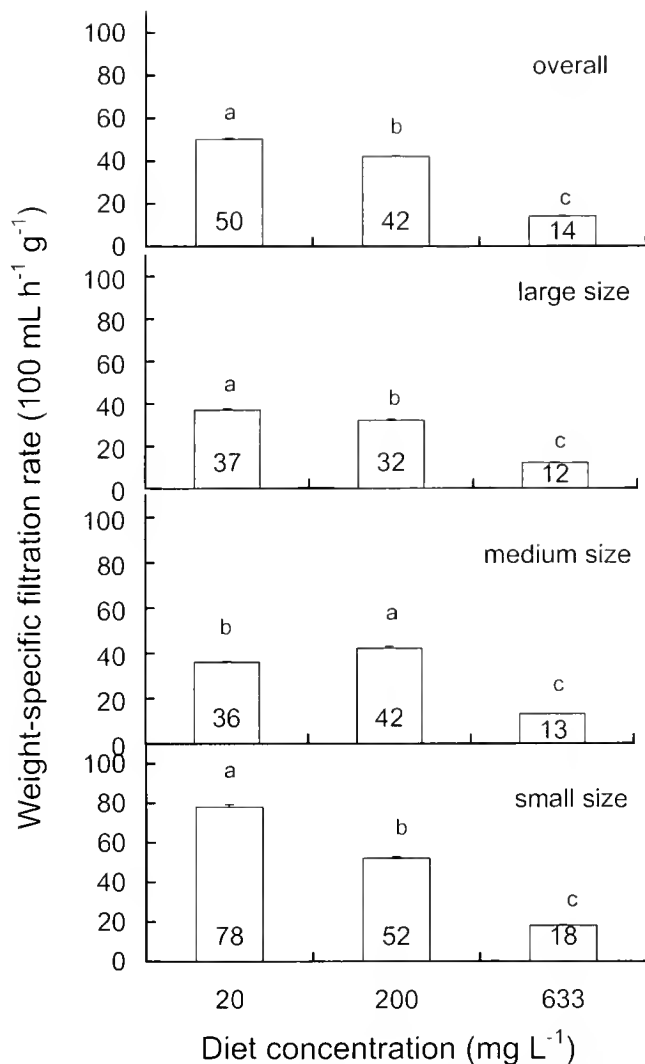 Weight-specific filtration rate (100 mL h⁻¹ g⁻¹)
100
overall
80
a
b
60
40
c
20
50
42
14
0
100
large size
80
a
60
b
40
c
20
37
32
12
0
100
medium size
80
a
60
b
40
c
20
36
42
13
0
100
a
80
small size
b
60
40
c
20
78
52
18
0
20
200
633
Diet concentration (mg L⁻¹)